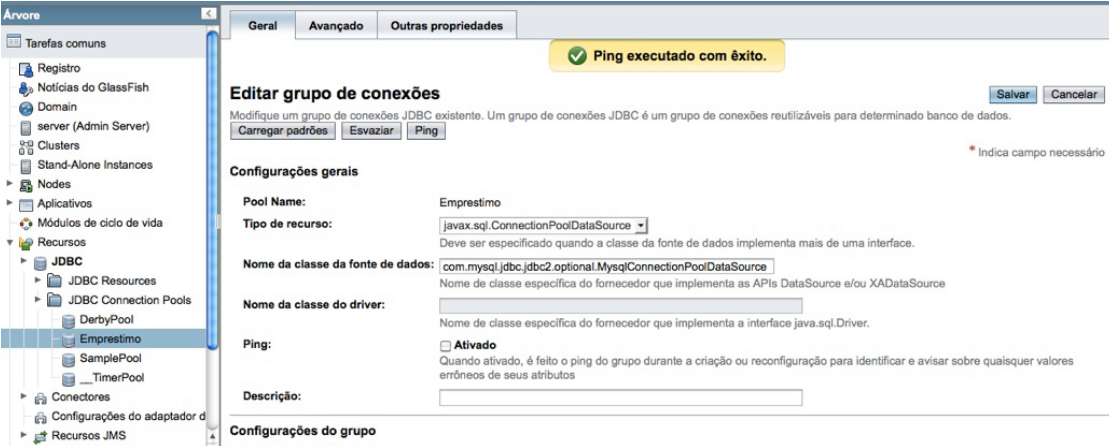 Árvore
Tarefas comuns
Registro
Notícias do GlassFish
Domain
server (Admin Server)
Clusters
Stand-Alone Instances
Nodes
Aplicativos
Módulos de ciclo de vida
Recursos
JDBC
JDBC Resources
JDBC Connection Pools
DerbyPool
Emprestimo
SamplePool
__TimerPool
Conectores
Configurações do adaptador d
Recursos JMS
Geral Avançado Outras propriedades
Ping executado com êxito.
Editar grupo de conexões
Salvar Cancelar
Modifique um grupo de conexões JDBC existente. Um grupo de conexões JDBC é um grupo de conexões reutilizáveis para determinado banco de dados.
Carregar padrões Esvaziar Ping
* Indica campo necessário
Configurações gerais
Pool Name: Emprestimo
Tipo de recurso: javax.sql.ConnectionPoolDataSource
Deve ser especificado quando a classe da fonte de dados implementa mais de uma interface.
Nome da classe da fonte de dados: com.mysql.jdbc.jdbc2.optional.MysqlConnectionPoolDataSource
Nome de classe específica do fornecedor que implementa as APIs DataSource e/ou XADataSource
Nome da classe do driver:
Nome de classe específica do fornecedor que implementa a interface java.sql.Driver.
Ping: Ativado
Quando ativado, é feito o ping do grupo durante a criação ou reconfiguração para identificar e avisar sobre quaisquer valores
errôneos de seus atributos
Descrição:
Configurações do grupo